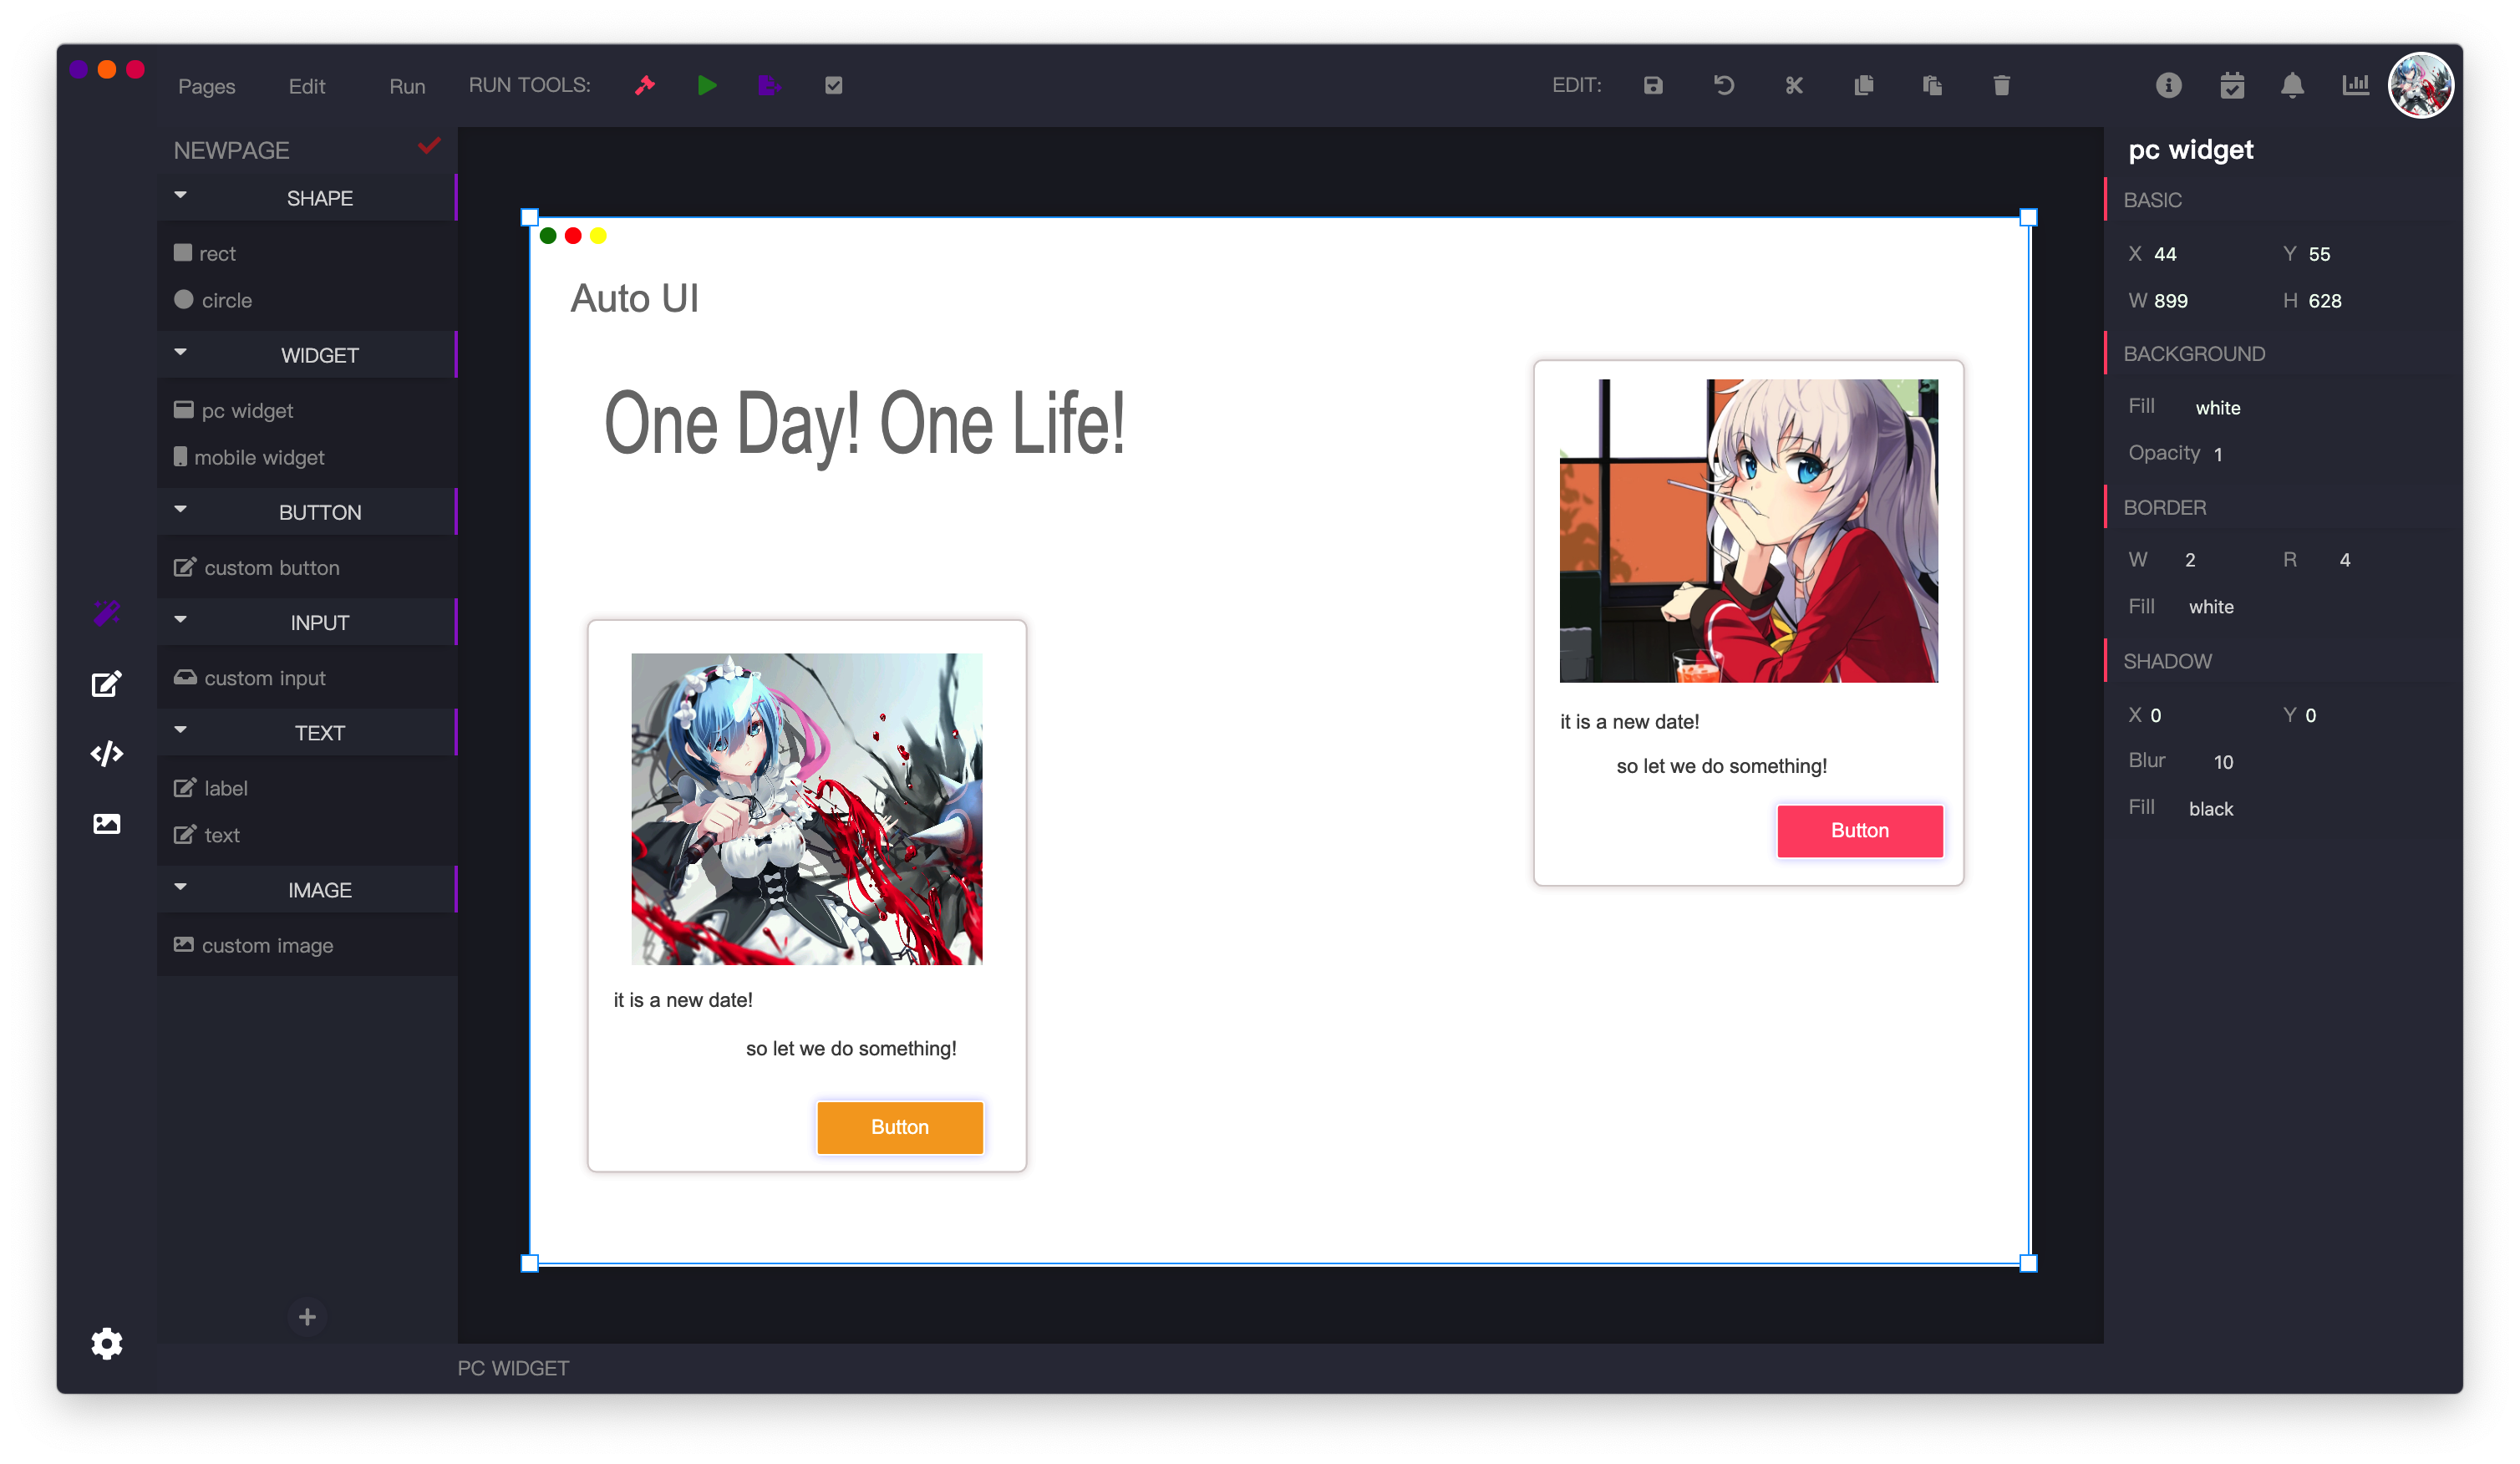 Pages Edit Run RUN TOOLS: EDIT:
NEWPAGE
SHAPE
rect
circle
WIDGET
pc widget
mobile widget
BUTTON
custom button
INPUT
custom input
TEXT
label
text
IMAGE
custom image
Auto UI
One Day! One Life!
it is a new date!
so let we do something!
Button
it is a new date!
so let we do something!
Button
PC WIDGET
pc widget
BASIC
X 44 Y 55
W 899 H 628
BACKGROUND
Fill white
Opacity 1
BORDER
W 2 R 4
Fill white
SHADOW
X 0 Y 0
Blur 10
Fill black